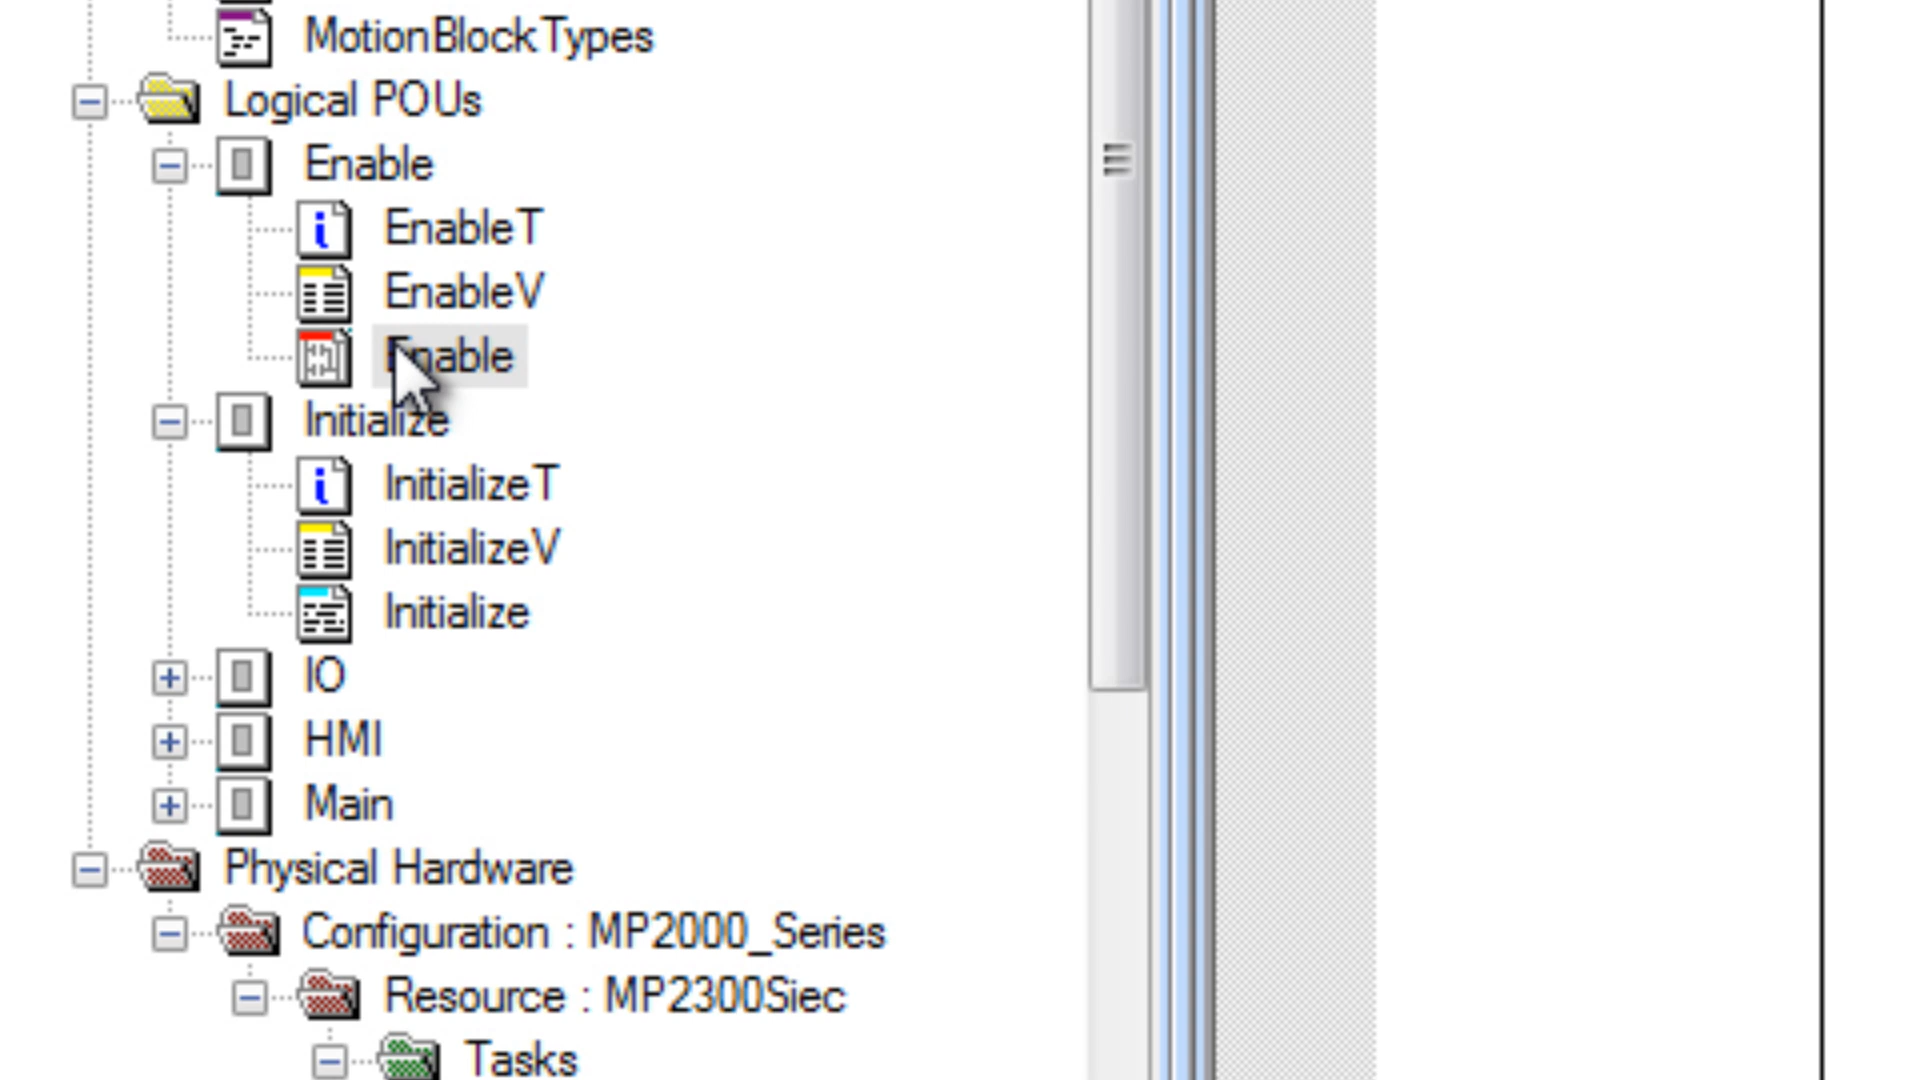 MotionBlockTypes
Logical POUs
Enable
EnableT
EnableV
Enable
Initialize
InitializeT
InitializeV
Initialize
IO
HMI
Main
Physical Hardware
Configuration : MP2000_Series
Resource : MP2300Siec
Tasks